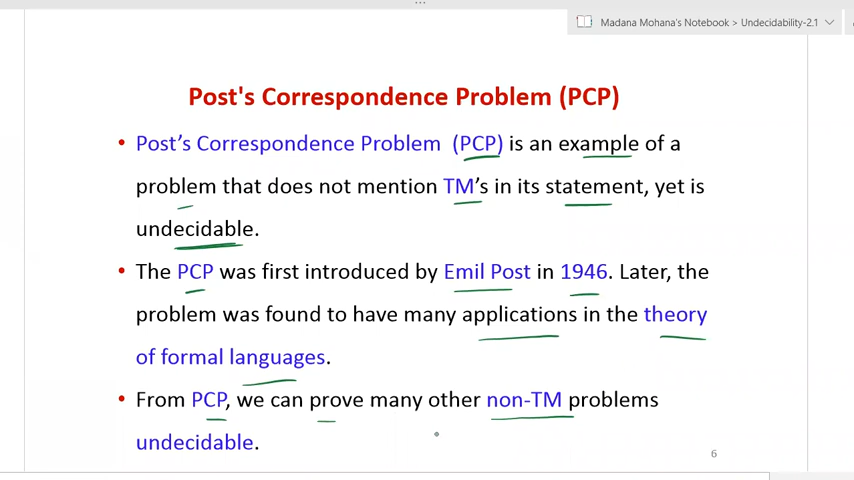 Madana Mohana's Notebook > Undecidability-2.1
Post's Correspondence Problem (PCP)
• Post's Correspondence Problem (PCP) is an example of a
problem that does not mention TM's in its statement, yet is
undecidable.
• The PCP was first introduced by Emil Post in 1946. Later, the
problem was found to have many applications in the theory
of formal languages.
• From PCP, we can prove many other non-TM problems
undecidable.
6